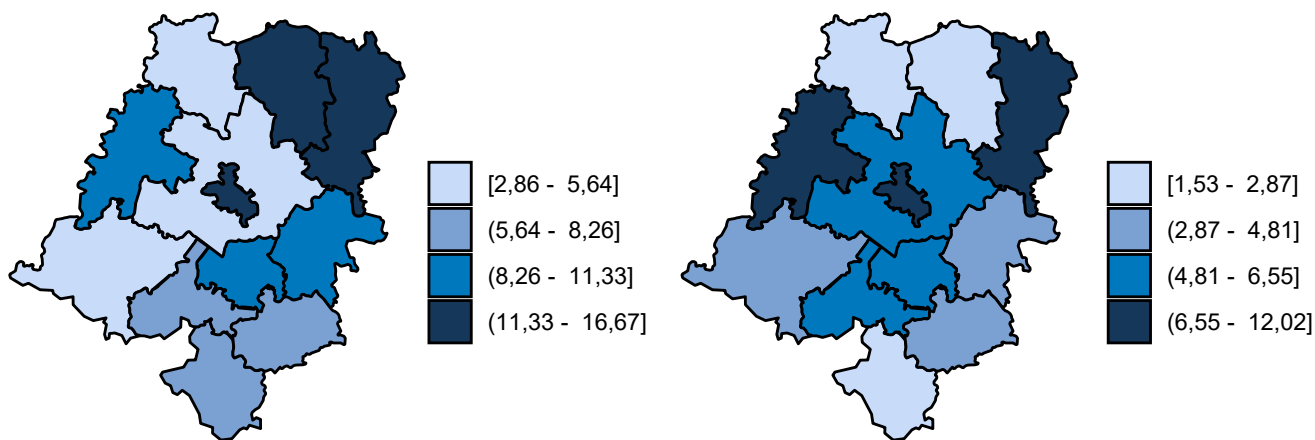 [2,86 - 5,64]
(5,64 - 8,26]
(8,26 - 11,33]
(11,33 - 16,67]
[1,53 - 2,87]
(2,87 - 4,81]
(4,81 - 6,55]
(6,55 - 12,02]